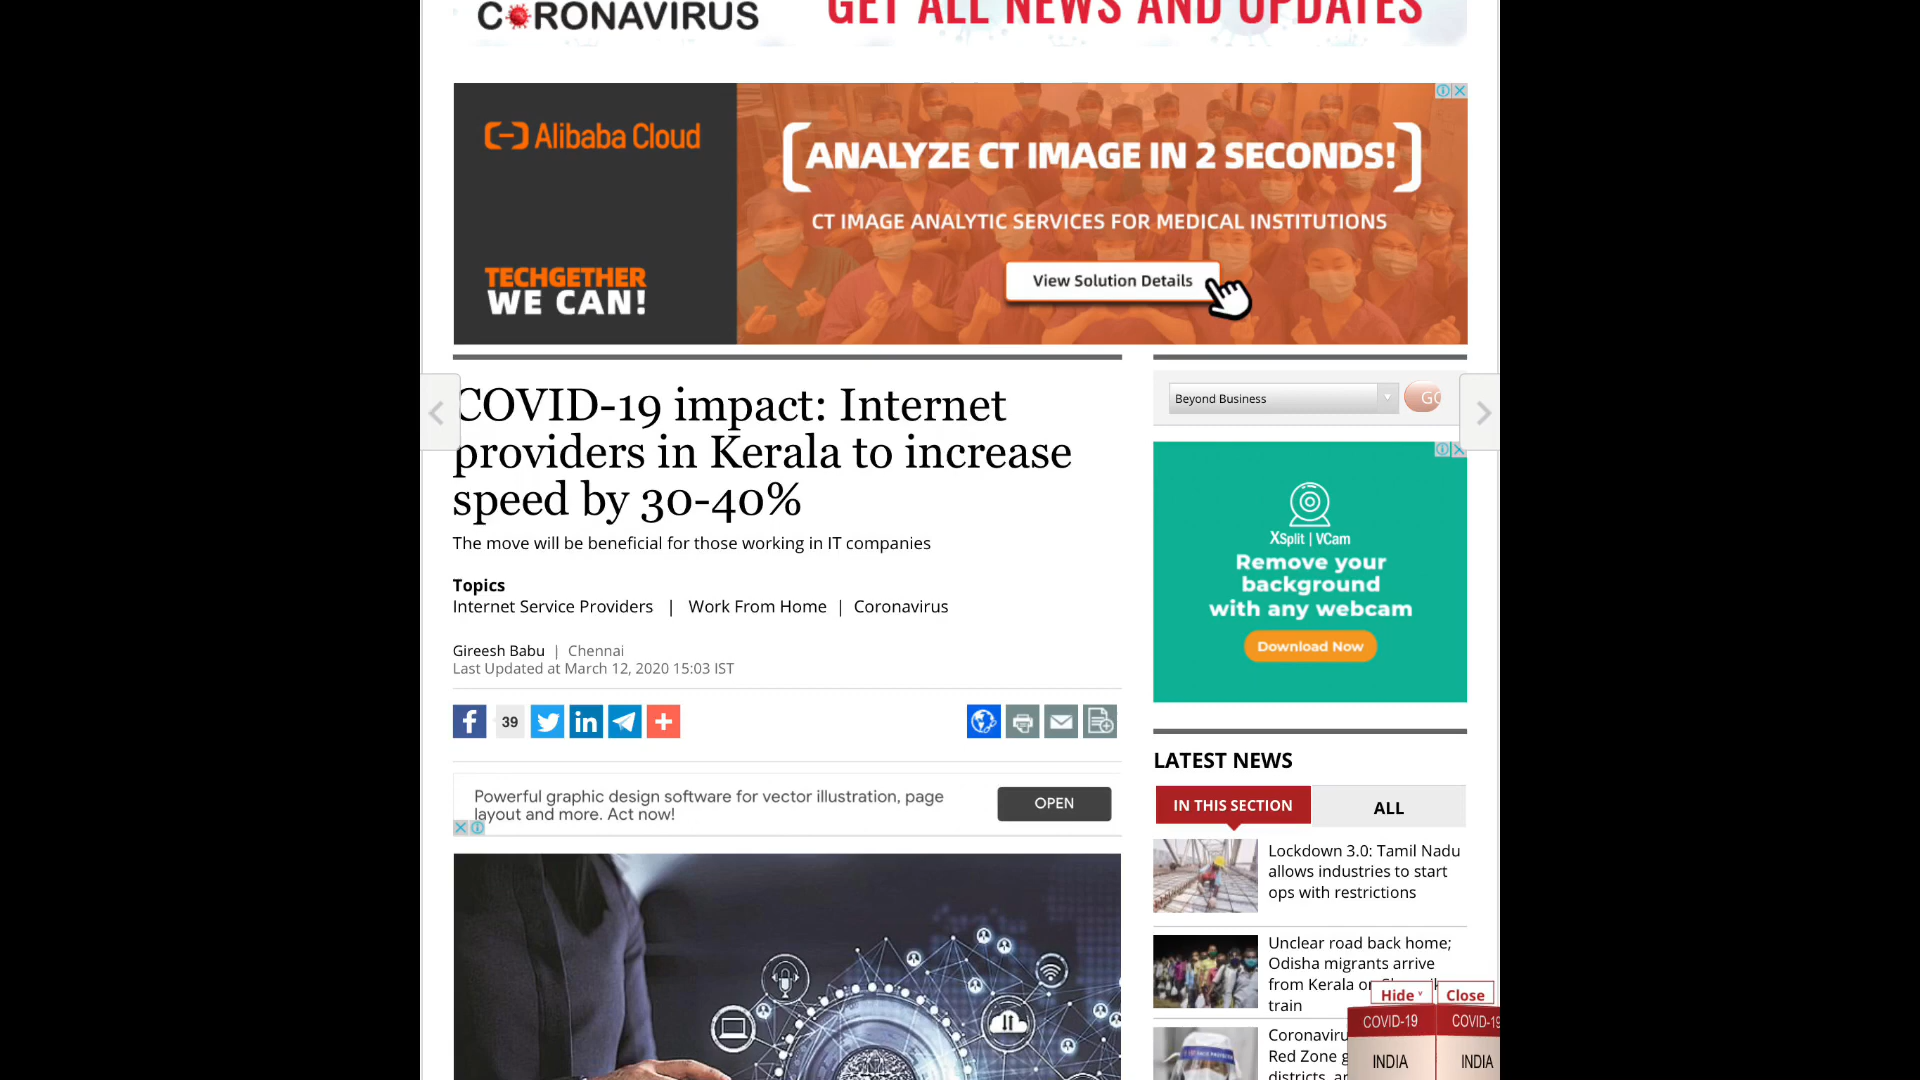 CORONAVIRUS
GET ALL NEWS AND UPDATES
Alibaba Cloud
TECHGETHER
WE CAN!
ANALYZE CT IMAGE IN 2 SECONDS!
CT IMAGE ANALYTIC SERVICES FOR MEDICAL INSTITUTIONS
View Solution Details
COVID-19 impact: Internet
providers in Kerala to increase
speed by 30-40%
The move will be beneficial for those working in IT companies
Topics
Internet Service Providers | Work From Home | Coronavirus
Gireesh Babu | Chennai
Last Updated at March 12, 2020 15:03 IST
39
Powerful graphic design software for vector illustration, page
layout and more. Act now!
OPEN
Beyond Business
GO
XSplit | VCam
Remove your
background
with any webcam
Download Now
LATEST NEWS
IN THIS SECTION
ALL
Lockdown 3.0: Tamil Nadu
allows industries to start
ops with restrictions
Unclear road back home;
Odisha migrants arrive
from Kerala on
train
Red Zone
Hide
Close
COVID-19
COVID-19
INDIA
INDIA